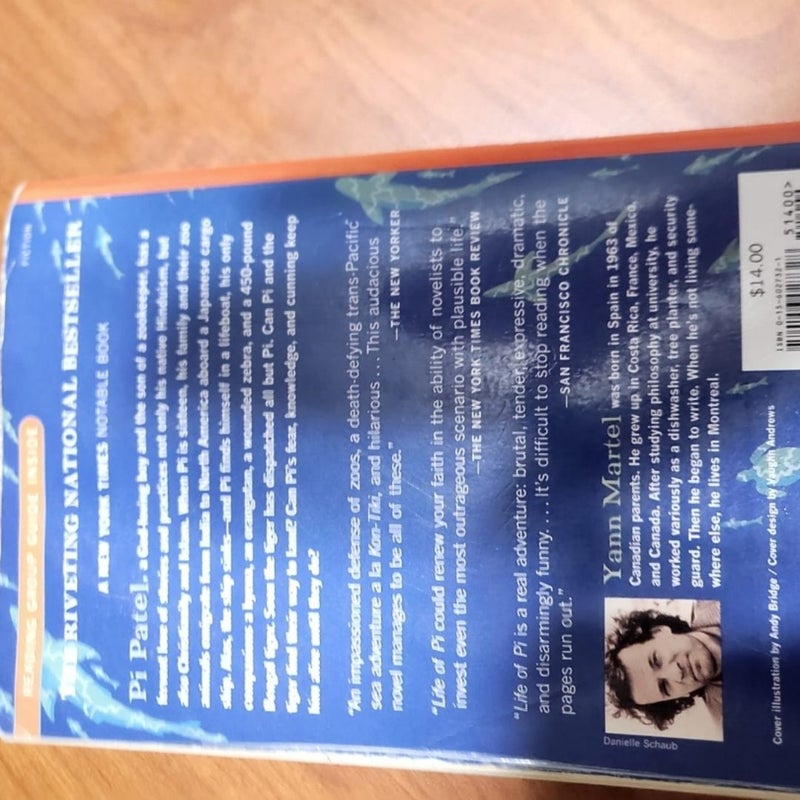 FICTION
READING GROUP GUIDE INSIDE
THE RIVETING NATIONAL BESTSELLER
A NEW YORK TIMES NOTABLE BOOK
Pi Patel, a God-loving boy and the son of a zookeeper, has a
fervent love of stories and practices not only his native Hinduism, but
also Christianity and Islam. When Pi is sixteen, his family and their zoo
animals emigrate from India to North America aboard a Japanese cargo
ship. Alas, the ship sinks—and Pi finds himself in a lifeboat, his only
companions a hyena, an orangutan, a wounded zebra, and a 450-pound
Bengal tiger. Soon the tiger has dispatched all but Pi. Can Pi and the
tiger find their way to land? Can Pi's fear, knowledge, and cunning keep
him alive until they do?
"An impassioned defense of zoos, a death-defying trans-Pacific
sea adventure a la Kon-Tiki, and hilarious . . . This audacious
novel manages to be all of these."
—THE NEW YORKER
"Life of Pi could renew your faith in the ability of novelists to
invest even the most outrageous scenario with plausible life."
—THE NEW YORK TIMES BOOK REVIEW
"Life of Pi is a real adventure: brutal, tender, expressive, dramatic,
and disarmingly funny. . . . It's difficult to stop reading when the
pages run out."
—SAN FRANCISCO CHRONICLE
Yann Martel was born in Spain in 1963 of
Canadian parents. He grew up in Costa Rica, France, Mexico,
and Canada. After studying philosophy at university, he
worked variously as a dishwasher, tree planter, and security
guard. Then he began to write. When he's not living some-
where else, he lives in Montreal.
Danielle Schaub
Cover illustration by Andy Bridge / Cover design by Vaughn Andrews
$14.00
ISBN 0-15-602732-1
51400>